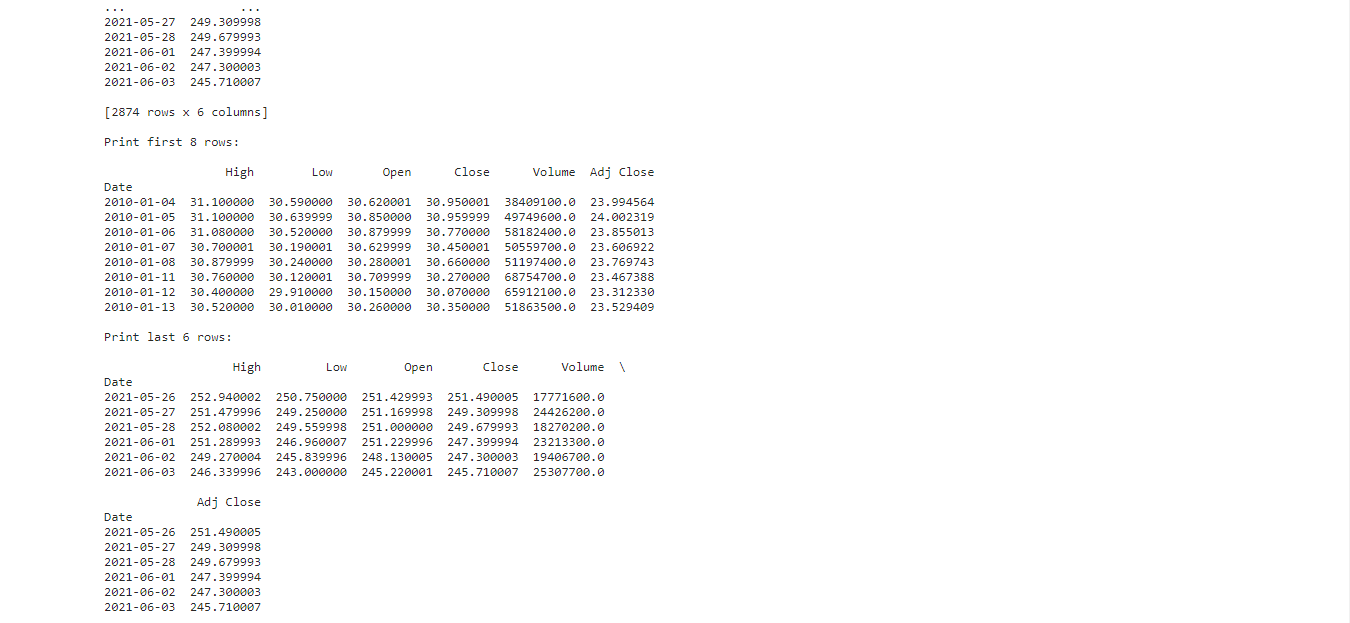 ...                ...
2021-05-27  249.309998
2021-05-28  249.679993
2021-06-01  247.399994
2021-06-02  247.300003
2021-06-03  245.710007
[2874 rows x 6 columns]
Print first 8 rows:
                 High        Low       Open      Close      Volume  Adj Close
Date
2010-01-04  31.100000  30.590000  30.620001  30.950001  38409100.0  23.994564
2010-01-05  31.100000  30.639999  30.850000  30.959999  49749600.0  24.002319
2010-01-06  31.080000  30.520000  30.879999  30.770000  58182400.0  23.855013
2010-01-07  30.700001  30.190001  30.629999  30.450001  50559700.0  23.606922
2010-01-08  30.879999  30.240000  30.280001  30.660000  51197400.0  23.769743
2010-01-11  30.760000  30.120001  30.709999  30.270000  68754700.0  23.467388
2010-01-12  30.400000  29.910000  30.150000  30.070000  65912100.0  23.312330
2010-01-13  30.520000  30.010000  30.260000  30.350000  51863500.0  23.529409
Print last 6 rows:
                  High         Low        Open       Close      Volume  \
Date
2021-05-26  252.940002  250.750000  251.429993  251.490005  17771600.0
2021-05-27  251.479996  249.250000  251.169998  249.309998  24426200.0
2021-05-28  252.080002  249.559998  251.000000  249.679993  18270200.0
2021-06-01  251.289993  246.960007  251.229996  247.399994  23213300.0
2021-06-02  249.270004  245.839996  248.130005  247.300003  19406700.0
2021-06-03  246.339996  243.000000  245.220001  245.710007  25307700.0
             Adj Close
Date
2021-05-26  251.490005
2021-05-27  249.309998
2021-05-28  249.679993
2021-06-01  247.399994
2021-06-02  247.300003
2021-06-03  245.710007